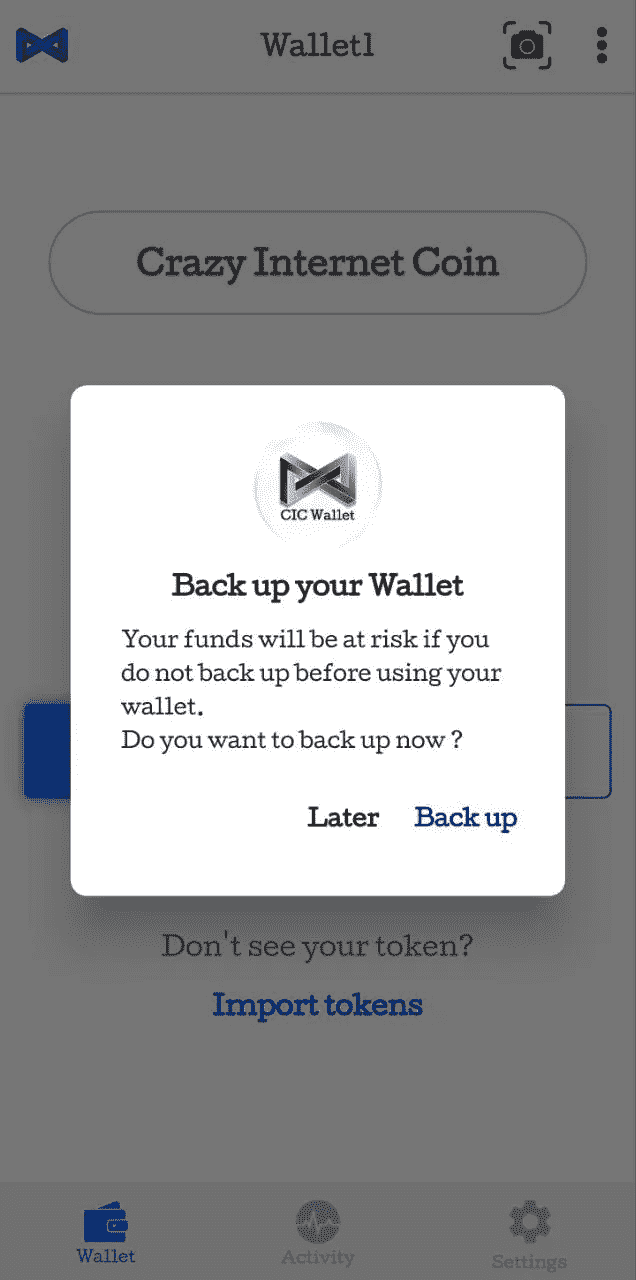 Wallet1
Crazy Internet Coin
CIC Wallet
Back up your Wallet
Your funds will be at risk if you
do not back up before using your
wallet.
Do you want to back up now ?
Later Back up
Don't see your token?
Import tokens
Wallet Activity Settings